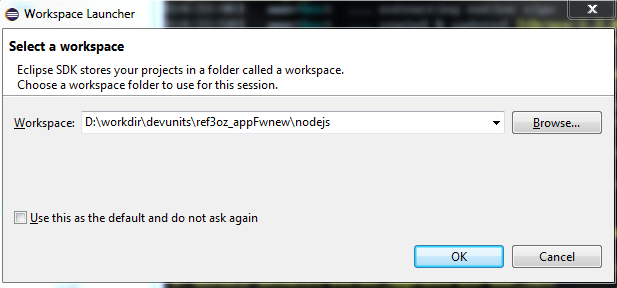 Workspace Launcher
Select a workspace
Eclipse SDK stores your projects in a folder called a workspace.
Choose a workspace folder to use for this session.
Workspace: D:\workdir\devunits\ref3oz_appFwnew\nodejs Browse...
Use this as the default and do not ask again
OK Cancel